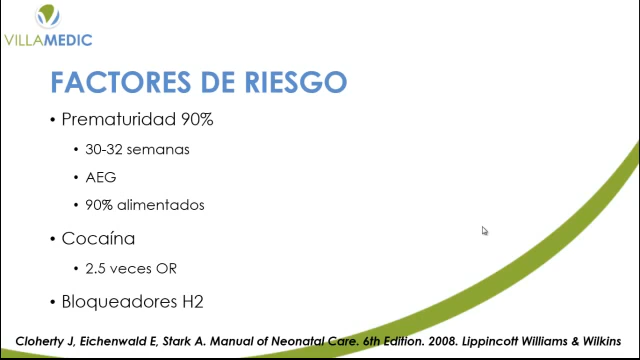 VILLAMEDIC
FACTORES DE RIESGO
• Prematuridad 90%
• 30-32 semanas
• AEG
• 90% alimentados
• Cocaína
• 2.5 veces OR
• Bloqueadores H2
Cloherty J, Eichenwald E, Stark A. Manual of Neonatal Care. 6th Edition. 2008. Lippincott Williams & Wilkins